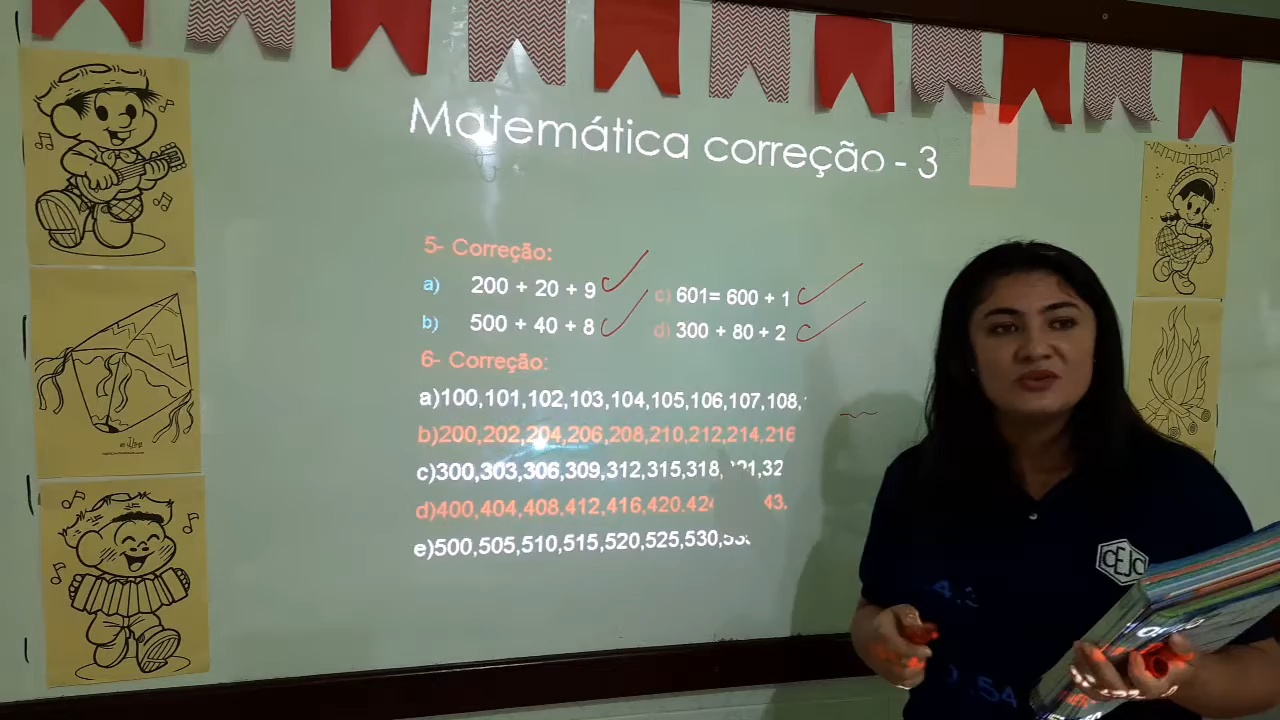 Matemática correção - 3
5- Correção:
a) 200 + 20 + 9
c) 601= 600 + 1
b) 500 + 40 + 8
d) 300 + 80 + 2
6- Correção:
a)100,101,102,103,104,105,106,107,108,
b)200,202,204,206,208,210,212,214,216
c)300,303,306,309,312,315,318,
d)400,404,408.412,416,420.424
e)500,505,510,515,520,525,530,
CEJC